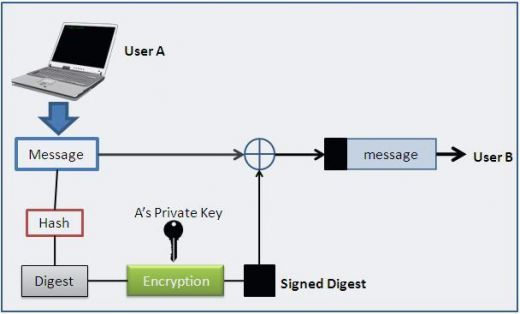 User A
Message
message
User B
Hash
A's Private Key
Digest
Encryption
Signed Digest